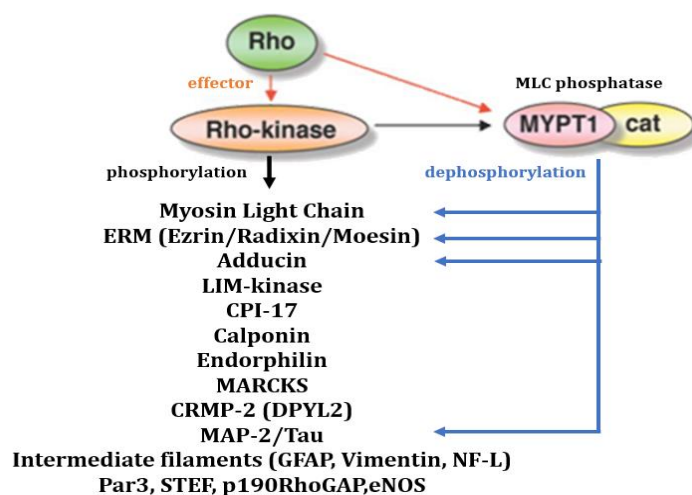 Rho
effector
MLC phosphatase
Rho-kinase
MYPT1
cat
phosphorylation
dephosphorylation
Myosin Light Chain
ERM (Ezrin/Radixin/Moesin)
Adducin
LIM-kinase
CPI-17
Calponin
Endorphilin
MARCKS
CRMP-2 (DPYL2)
MAP-2/Tau
Intermediate filaments (GFAP, Vimentin, NF-L)
Par3, STEF, p190RhoGAP,eNOS